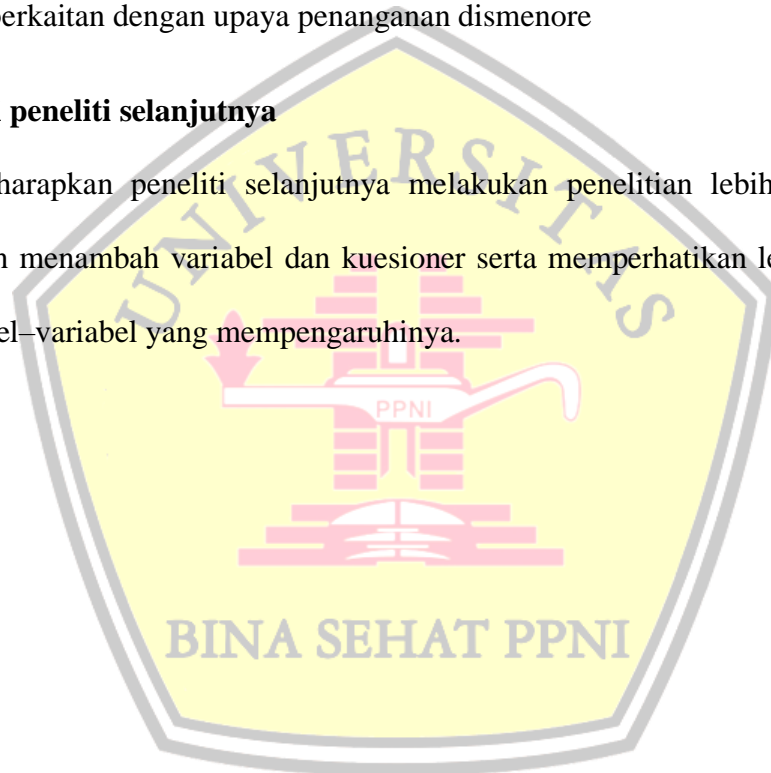 erkaitan dengan upaya penanganan dismenore
peneliti selanjutnya
harapkan peneliti selanjutnya melakukan penelitian lebih
menambah variabel dan kuesioner serta memperhatikan le
el–variabel yang mempengaruhinya.
UNIVERSITAS
PPNI
BINA SEHAT PPNI